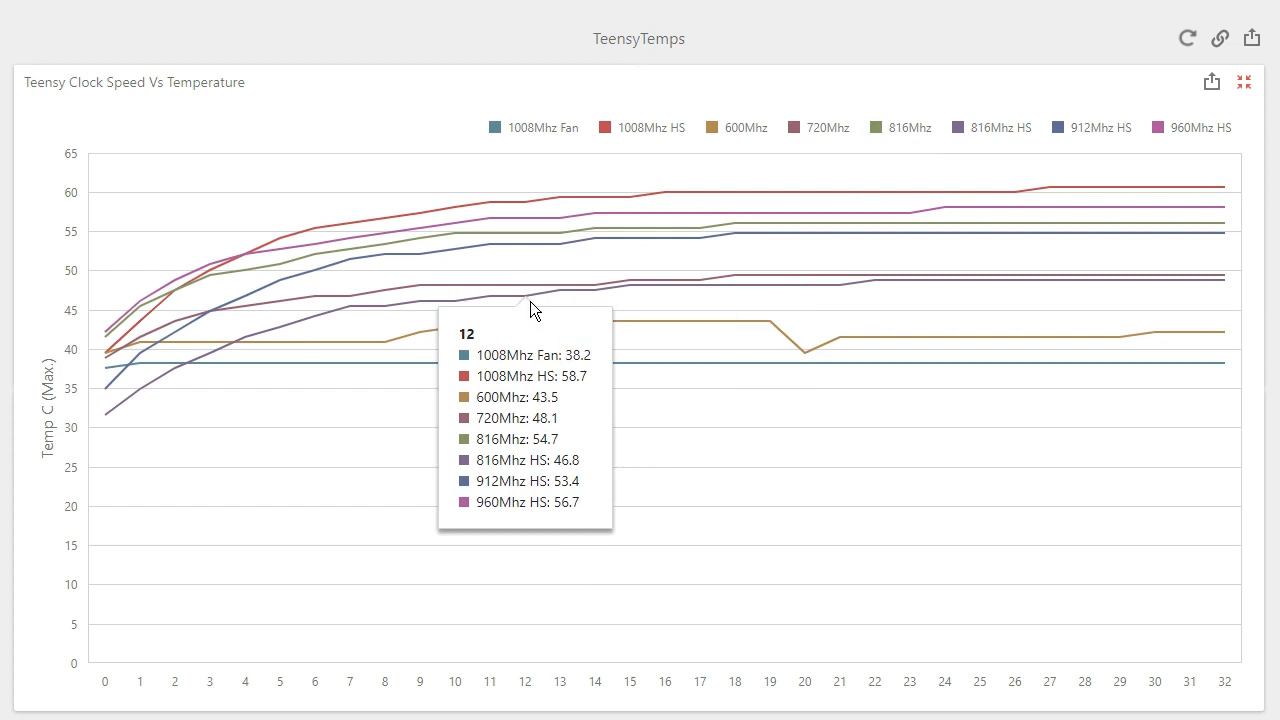 TeensyTemps
Teensy Clock Speed Vs Temperature
1008Mhz Fan 1008Mhz HS 600Mhz 720Mhz 816Mhz 816Mhz HS 912Mhz HS 960Mhz HS
65
60
55
50
45
40
35
30
25
20
15
10
5
0
Temp C (Max.)
12
1008Mhz Fan: 38.2
1008Mhz HS: 58.7
600Mhz: 43.5
720Mhz: 48.1
816Mhz: 54.7
816Mhz HS: 46.8
912Mhz HS: 53.4
960Mhz HS: 56.7
0 1 2 3 4 5 6 7 8 9 10 11 12 13 14 15 16 17 18 19 20 21 22 23 24 25 26 27 28 29 30 31 32